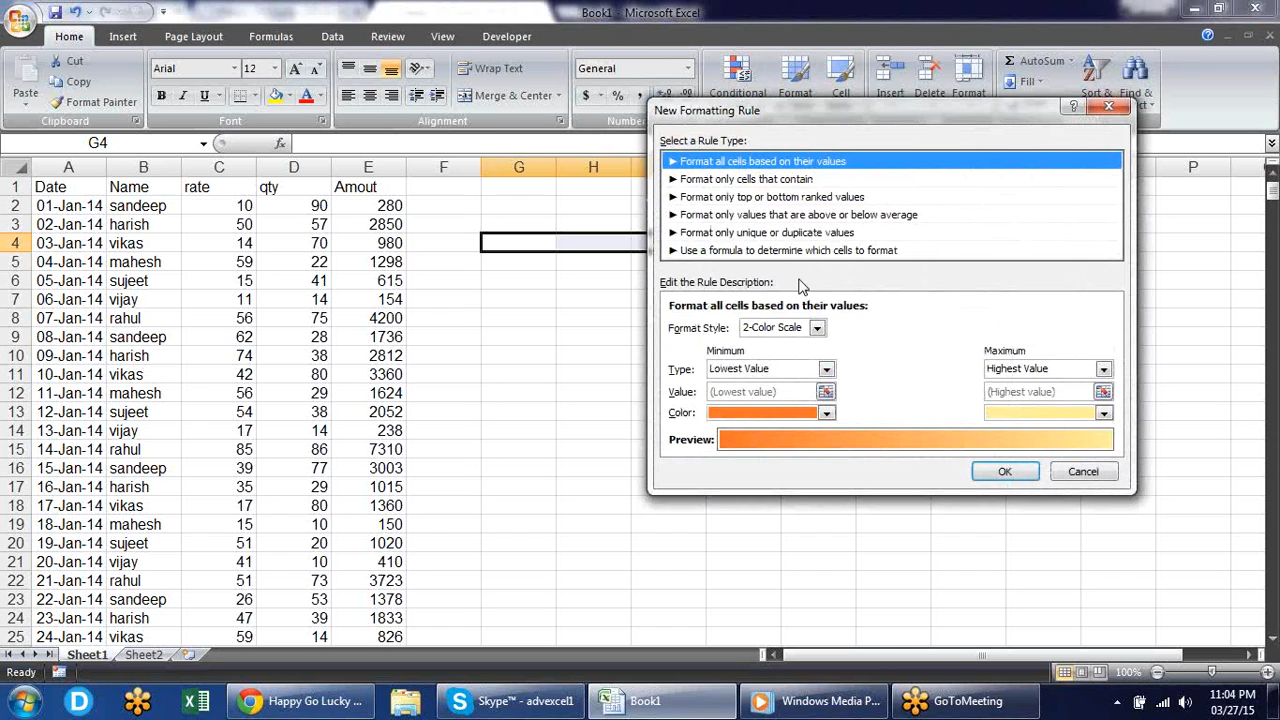 Book1 - Microsoft Excel
Home Insert Page Layout Formulas Data Review View Developer
Cut
Copy
Format Painter
Paste
Clipboard
Arial 12
B I U
Font
Wrap Text
Merge & Center
Alignment
General
$ % ,
Conditional Format Cell
Insert Delete Format
Σ AutoSum
Fill
Sort & Find &
G4
fx
A B C D E F G H P
1 Date Name rate qty Amout
2 01-Jan-14 sandeep 10 90 280
3 02-Jan-14 harish 50 57 2850
4 03-Jan-14 vikas 14 70 980
5 04-Jan-14 mahesh 59 22 1298
6 05-Jan-14 sujeet 15 41 615
7 06-Jan-14 vijay 11 14 154
8 07-Jan-14 rahul 56 75 4200
9 08-Jan-14 sandeep 62 28 1736
10 09-Jan-14 harish 74 38 2812
11 10-Jan-14 vikas 42 80 3360
12 11-Jan-14 mahesh 56 29 1624
13 12-Jan-14 sujeet 54 38 2052
14 13-Jan-14 vijay 17 14 238
15 14-Jan-14 rahul 85 86 7310
16 15-Jan-14 sandeep 39 77 3003
17 16-Jan-14 harish 35 29 1015
18 17-Jan-14 vikas 17 80 1360
19 18-Jan-14 mahesh 15 10 150
20 19-Jan-14 sujeet 51 20 1020
21 20-Jan-14 vijay 41 10 410
22 21-Jan-14 rahul 51 73 3723
23 22-Jan-14 sandeep 26 53 1378
24 23-Jan-14 harish 47 39 1833
25 24-Jan-14 vikas 59 14 826
New Formatting Rule
Select a Rule Type:
► Format all cells based on their values
► Format only cells that contain
► Format only top or bottom ranked values
► Format only values that are above or below average
► Format only unique or duplicate values
► Use a formula to determine which cells to format
Edit the Rule Description:
Format all cells based on their values:
Format Style: 2-Color Scale
Minimum Maximum
Type: Lowest Value Highest Value
Value: (Lowest value) (Highest value)
Color:
Preview:
OK Cancel
Sheet1 Sheet2
Ready
100%
Happy Go Lucky ...
Skype™ - advexcel1 ...
Book1
Windows Media P...
GoToMeeting
11:04 PM
03/27/15